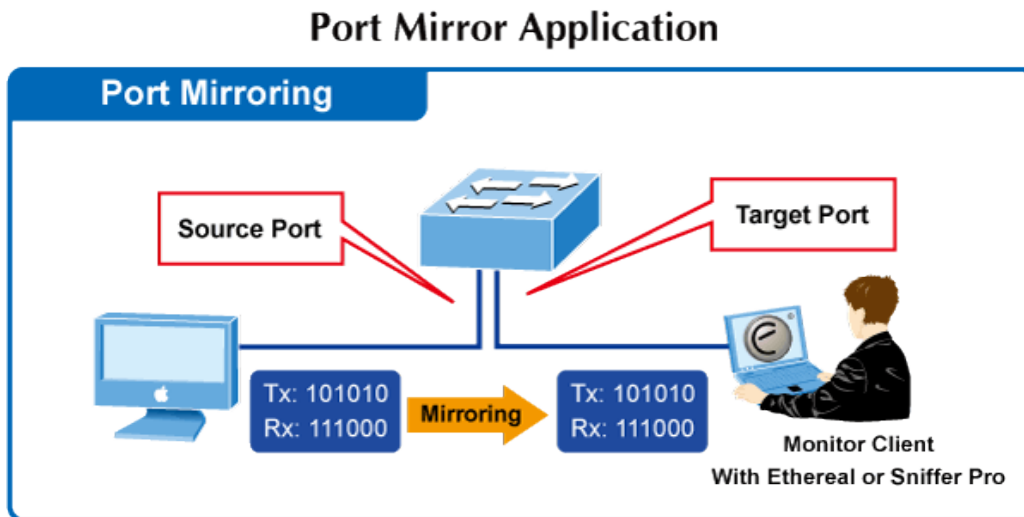 Port Mirror Application
Port Mirroring
Source Port
Target Port
Tx: 101010
Rx: 111000
Mirroring
Tx: 101010
Rx: 111000
e
Monitor Client
With Ethereal or Sniffer Pro